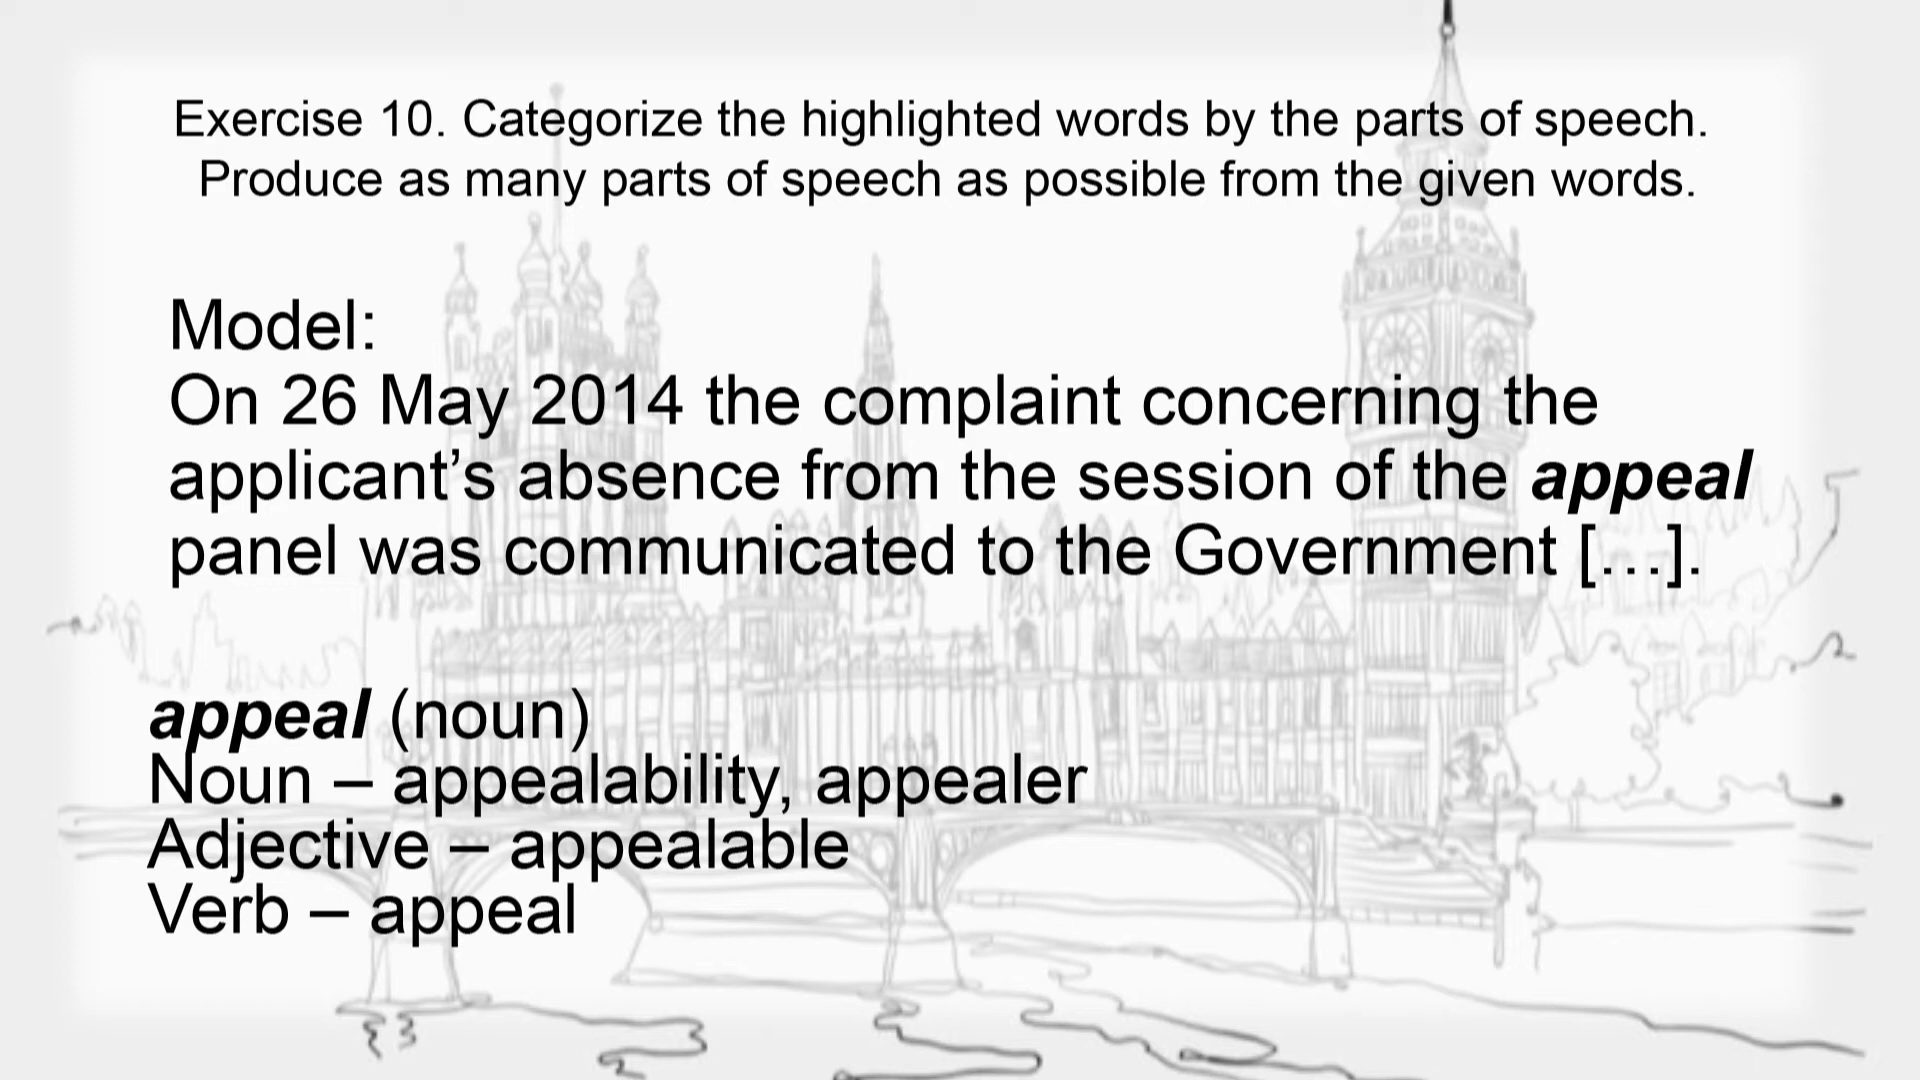 Exercise 10. Categorize the highlighted words by the parts of speech.
Produce as many parts of speech as possible from the given words.
Model:
On 26 May 2014 the complaint concerning the
applicant’s absence from the session of the appeal
panel was communicated to the Government […].
appeal (noun)
Noun – appealability, appealer
Adjective – appealable
Verb – appeal